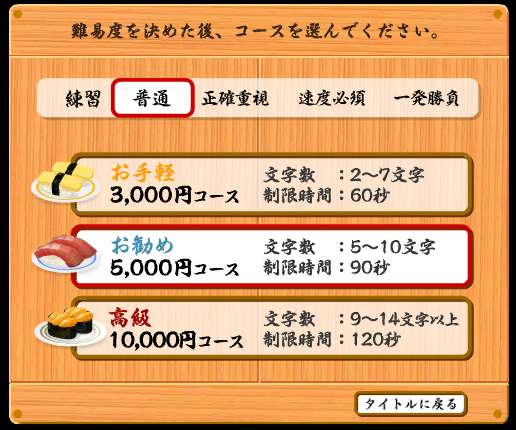 難易度を決めた後、コースを選んでください。
練習 普通 正確重視 速度必須 一発勝負
お手軽 文字数 ：2～7文字
3,000円コース 制限時間：60秒
お勧め 文字数 ：5～10文字
5,000円コース 制限時間：90秒
高級 文字数 ：9～14文字以上
10,000円コース 制限時間：120秒
タイトルに戻る